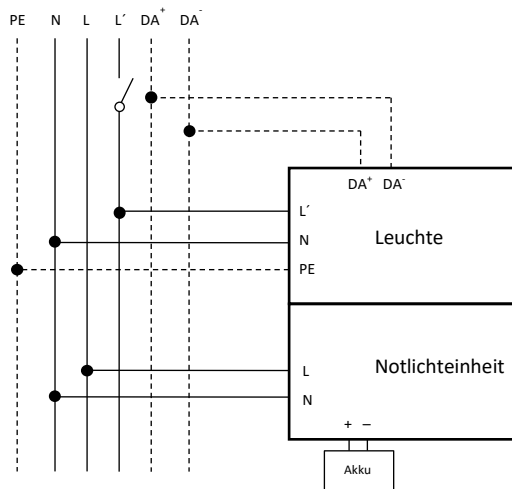 PE N L L´ DA+ DA-
DA+ DA-
L´
N
Leuchte
PE
L
Notlichteinheit
N
+ –
Akku